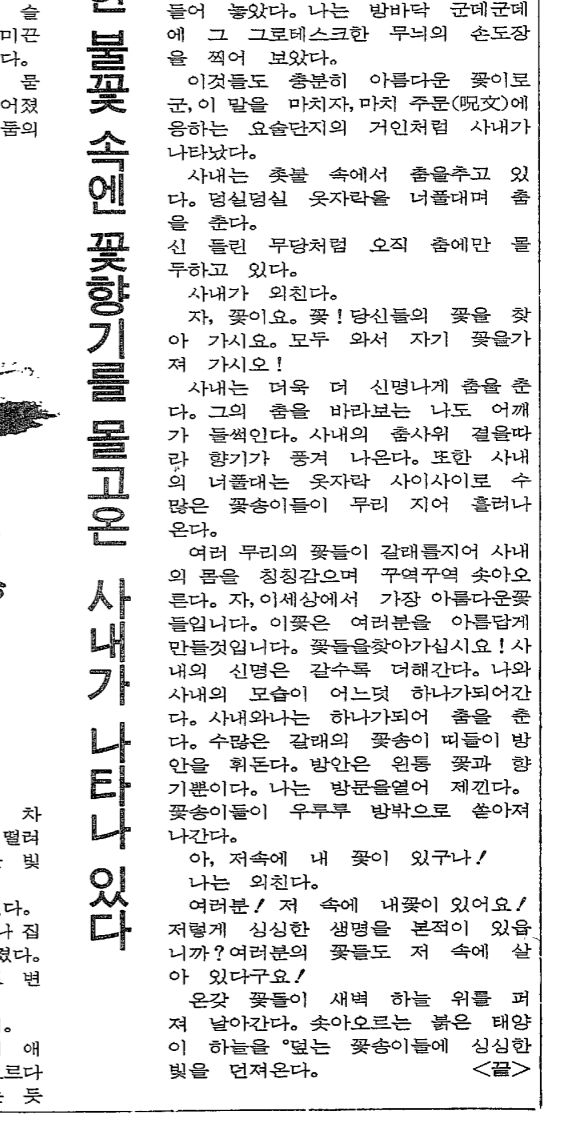 슬
미끈
다。
묻
어졌
둠의
차
떨러
빛
다。
나 집
렸다。
변
。
애
르다
는 듯
불꽃 속엔 꽃향기를 몰고온 사내가 나타나 있다
들어 놓았다。나는 방바닥 군데군데
에 그 그로테스크한 무늬의 손도장
을 찍어 보았다。
이것들도 충분히 아름다운 꽃이로
군, 이 말을 마치자, 마치 주문(呪文)에
응하는 요술단지의 거인처럼 사내가
나타났다。
사내는 촛불 속에서 춤을추고 있
다。덩실덩실 옷자락을 너풀대며 춤
을 춘다。
신 들린 무당처럼 오직 춤에만 몰
두하고 있다。
사내가 외친다。
자, 꽃이요。꽃！당신들의 꽃을 찾
아 가시요。모두 와서 자기 꽃을가
져 가시오！
사내는 더욱 더 신명나게 춤을 춘
다。그의 춤을 바라보는 나도 어깨
가 들썩인다。사내의 춤사위 결을따
라 향기가 풍겨 나온다。또한 사내
의 너풀대는 옷자락 사이사이로 수
많은 꽃송이들이 무리 지어 흘러나
온다。
여러 무리의 꽃들이 갈래를지어 사내
의 몸을 칭칭감으며 꾸역꾸역 솟아오
른다。자, 이세상에서 가장 아름다운꽃
들입니다。이꽃은 여러분을 아름답게
만들것입니다。꽃들을찾아가십시요！사
내의 신명은 갈수록 더해간다。나와
사내의 모습이 어느덧 하나가되어간
다。사내와나는 하나가되어 춤을 춘
다。수많은 갈래의 꽃송이 띠들이 방
안을 휘돈다。방안은 왼통 꽃과 향
기뿐이다。나는 방문을열어 제낀다。
꽃송이들이 우루루 방밖으로 쏟아져
나간다。
아, 저속에 내 꽃이 있구나！
나는 외친다。
여러분！저 속에 내꽃이 있어요！
저렇게 싱싱한 생명을 본적이 있읍
니까？여러분의 꽃들도 저 속에 살
아 있다구요！
온갖 꽃들이 새벽 하늘 위를 퍼
져 날아간다。솟아오르는 붉은 태양
이 하늘을 덮는 꽃송이들에 싱싱한
빛을 던져온다。 <끝>